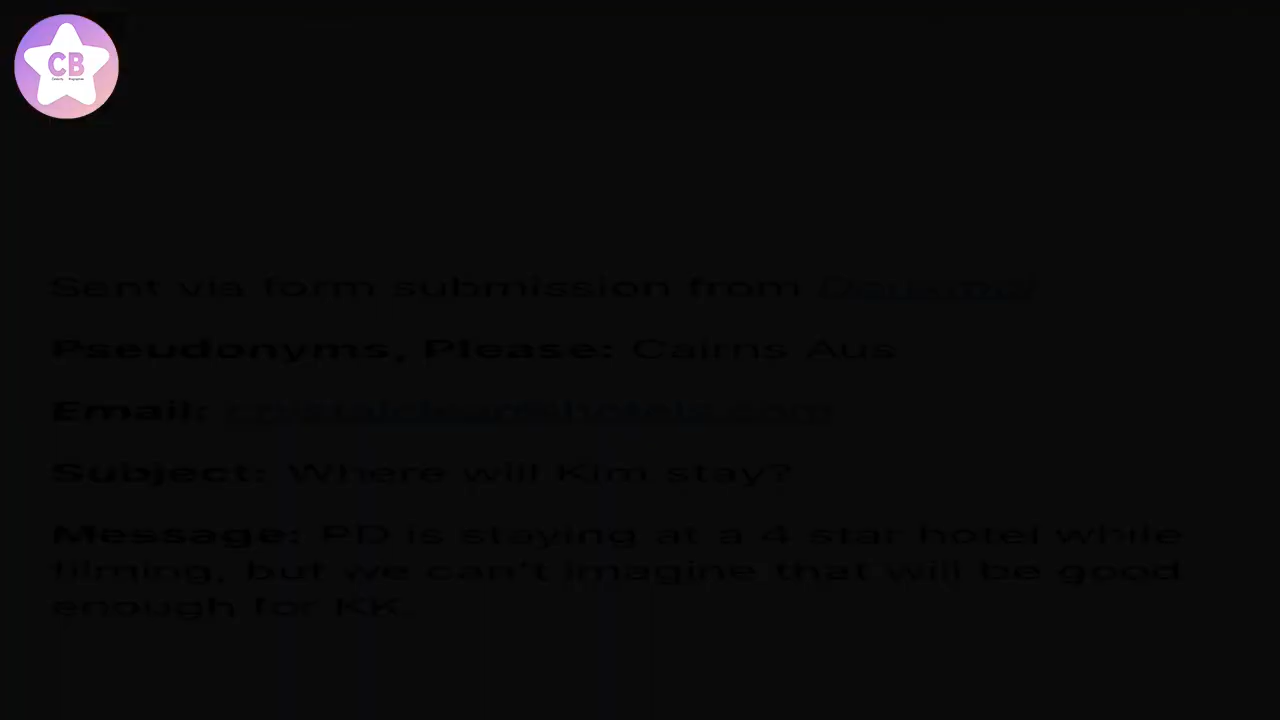 CB
Sent via form submission from
Pseudonyms, Please: Cairns Aus
Email:
Subject: Where will Kim stay?
Message: PD is staying at a 4 star hotel while
filming, but we can't imagine that will be good
enough for KK.